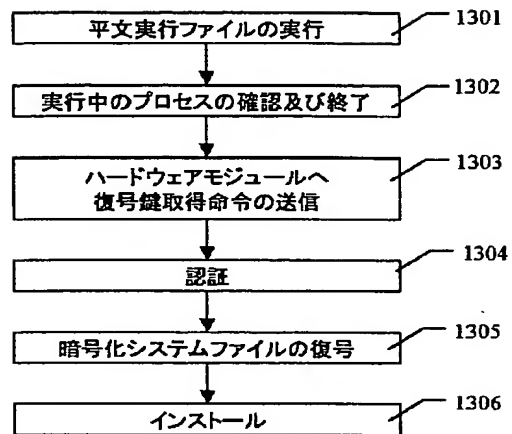 平文実行ファイルの実行
1301
実行中のプロセスの確認及び終了
1302
ハードウェアモジュールへ
復号鍵取得命令の送信
1303
認証
1304
暗号化システムファイルの復号
1305
インストール
1306